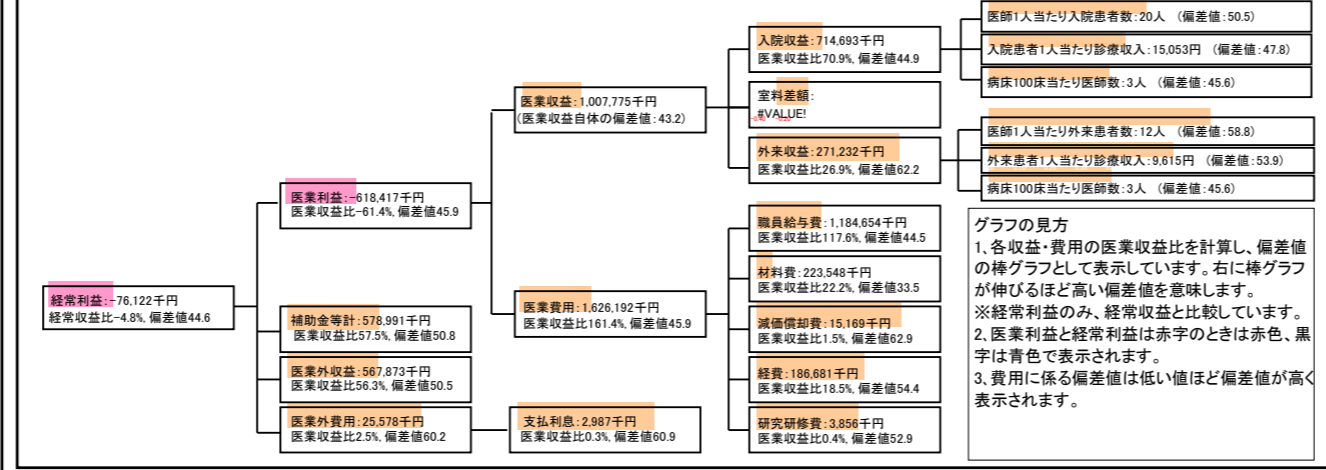 経常利益:-76,122千円
経常収比-4.8%, 偏差値44.6
医業利益:-618,417千円
医業収益比-61.4%, 偏差値45.9
補助金等計:578,991千円
医業収益比57.5%, 偏差値50.8
医業外収益:567,873千円
医業収益比56.3%, 偏差値50.5
医業外費用:25,578千円
医業収益比2.5%, 偏差値60.2
医業収益:1,007,775千円
(医業収益自体の偏差値:43.2)
医業費用:1,626,192千円
医業収益比161.4%, 偏差値45.9
支払利息:2,987千円
医業収益比0.3%, 偏差値60.9
入院収益:714,693千円
医業収益比70.9%, 偏差値44.9
室料差額:
#VALUE!
外来収益:271,232千円
医業収益比26.9%, 偏差値62.2
職員給与費:1,184,654千円
医業収益比117.6%, 偏差値44.5
材料費:223,548千円
医業収益比22.2%, 偏差値33.5
減価償却費:15,169千円
医業収益比1.5%, 偏差値62.9
経費:186,681千円
医業収益比18.5%, 偏差値54.4
研究研修費:3,856千円
医業収益比0.4%, 偏差値52.9
医師1人当たり入院患者数:20人 (偏差値:50.5)
入院患者1人当たり診療収入:15,053円 (偏差値:47.8)
病床100床当たり医師数:3人 (偏差値:45.6)
医師1人当たり外来患者数:12人 (偏差値:58.8)
外来患者1人当たり診療収入:9,615円 (偏差値:53.9)
病床100床当たり医師数:3人 (偏差値:45.6)
グラフの見方
1、各収益・費用の医業収益比を計算し、偏差値
の棒グラフとして表示しています。右に棒グラフ
が伸びるほど高い偏差値を意味します。
※経常利益のみ、経常収益と比較しています。
2、医業利益と経常利益は赤字のときは赤色、黒
字は青色で表示されます。
3、費用に係る偏差値は低い値ほど偏差値が高く
表示されます。